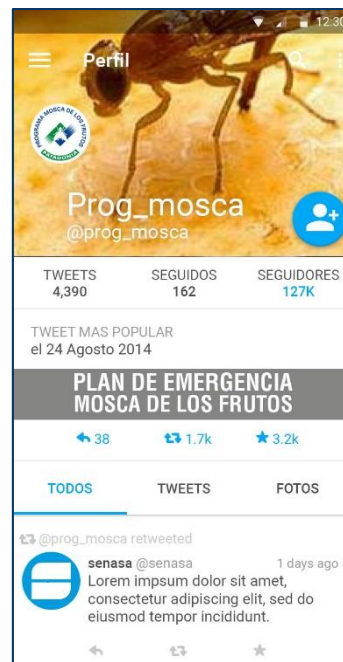 12:30
Perfil
PROGRAMA MOSCA DE LOS FRUTOS
PATAGONIA
Prog_mosca
@prog_mosca
TWEETS SEGUIDOS SEGUIDORES
4,390 162 127K
TWEET MAS POPULAR
el 24 Agosto 2014
PLAN DE EMERGENCIA
MOSCA DE LOS FRUTOS
38 1.7k 3.2k
TODOS TWEETS FOTOS
@prog_mosca retweeted
senasa @senasa 1 days ago
Lorem impsum dolor sit amet,
consectetur adipiscing elit, sed do
eiusmod tempor incididunt.